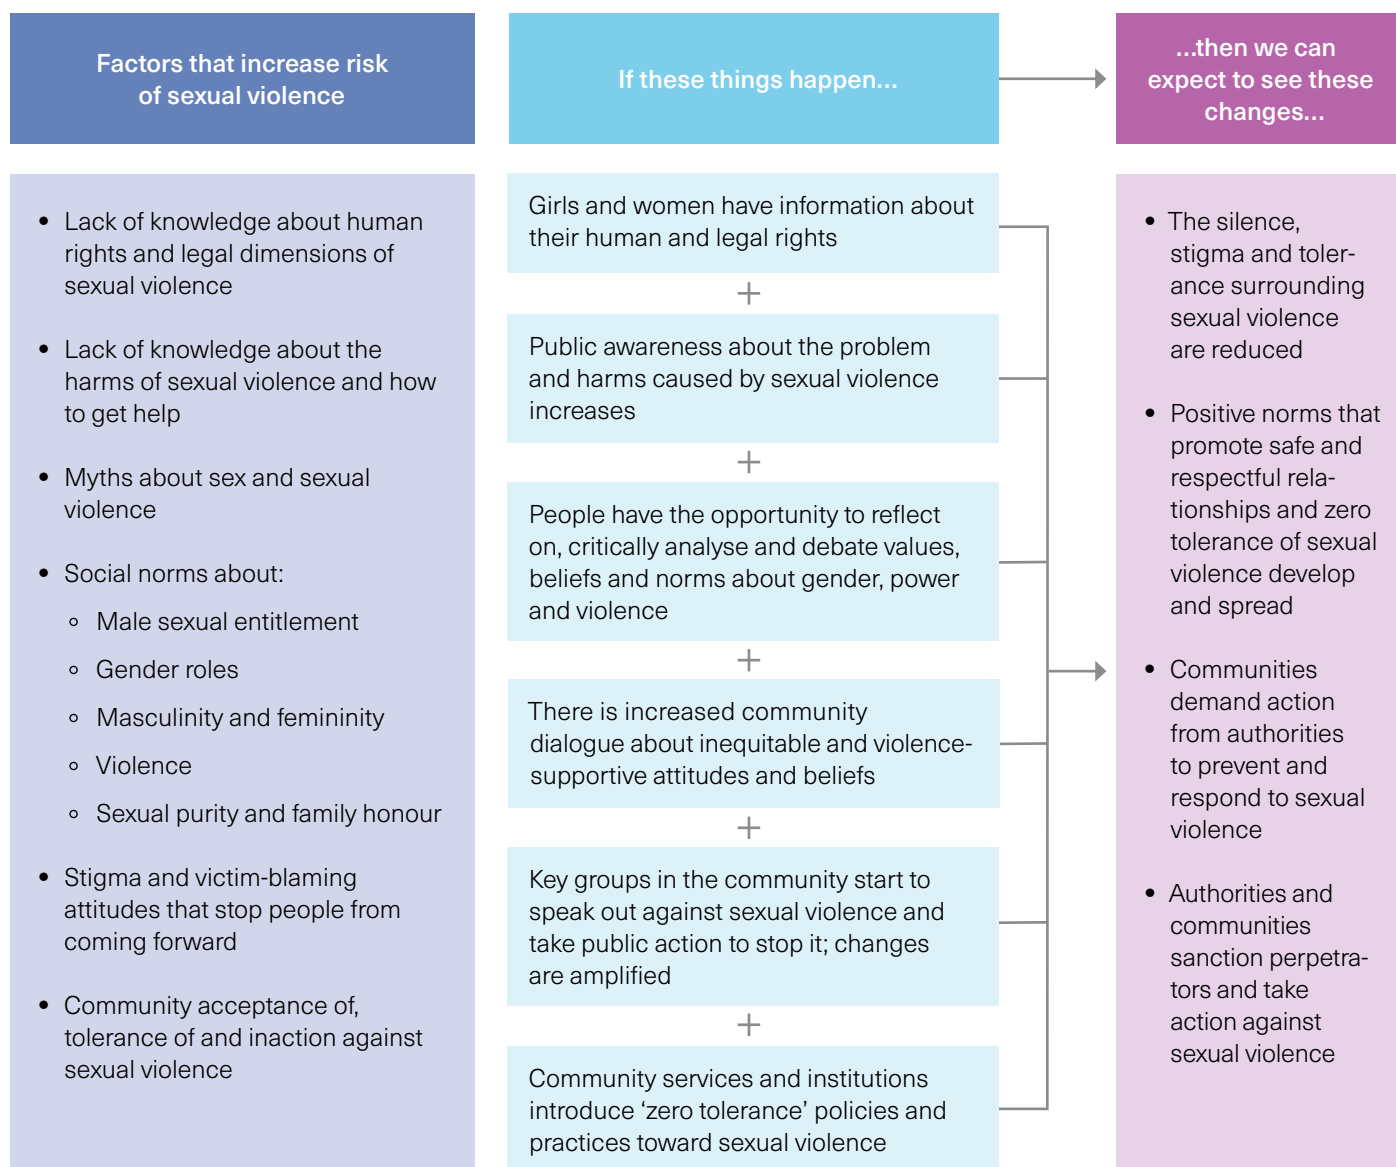 Factors that increase risk
of sexual violence
If these things happen...
...then we can
expect to see these
changes...
• Lack of knowledge about human
rights and legal dimensions of
sexual violence
• Lack of knowledge about the
harms of sexual violence and how
to get help
• Myths about sex and sexual
violence
• Social norms about:
◦ Male sexual entitlement
◦ Gender roles
◦ Masculinity and femininity
◦ Violence
◦ Sexual purity and family honour
• Stigma and victim-blaming
attitudes that stop people from
coming forward
• Community acceptance of,
tolerance of and inaction against
sexual violence
Girls and women have information about
their human and legal rights
+
Public awareness about the problem
and harms caused by sexual violence
increases
+
People have the opportunity to reflect
on, critically analyse and debate values,
beliefs and norms about gender, power
and violence
+
There is increased community
dialogue about inequitable and violence-
supportive attitudes and beliefs
+
Key groups in the community start to
speak out against sexual violence and
take public action to stop it; changes
are amplified
+
Community services and institutions
introduce ‘zero tolerance’ policies and
practices toward sexual violence
• The silence,
stigma and toler-
ance surrounding
sexual violence
are reduced
• Positive norms that
promote safe and
respectful rela-
tionships and zero
tolerance of sexual
violence develop
and spread
• Communities
demand action
from authorities
to prevent and
respond to sexual
violence
• Authorities and
communities
sanction perpetra-
tors and take
action against
sexual violence